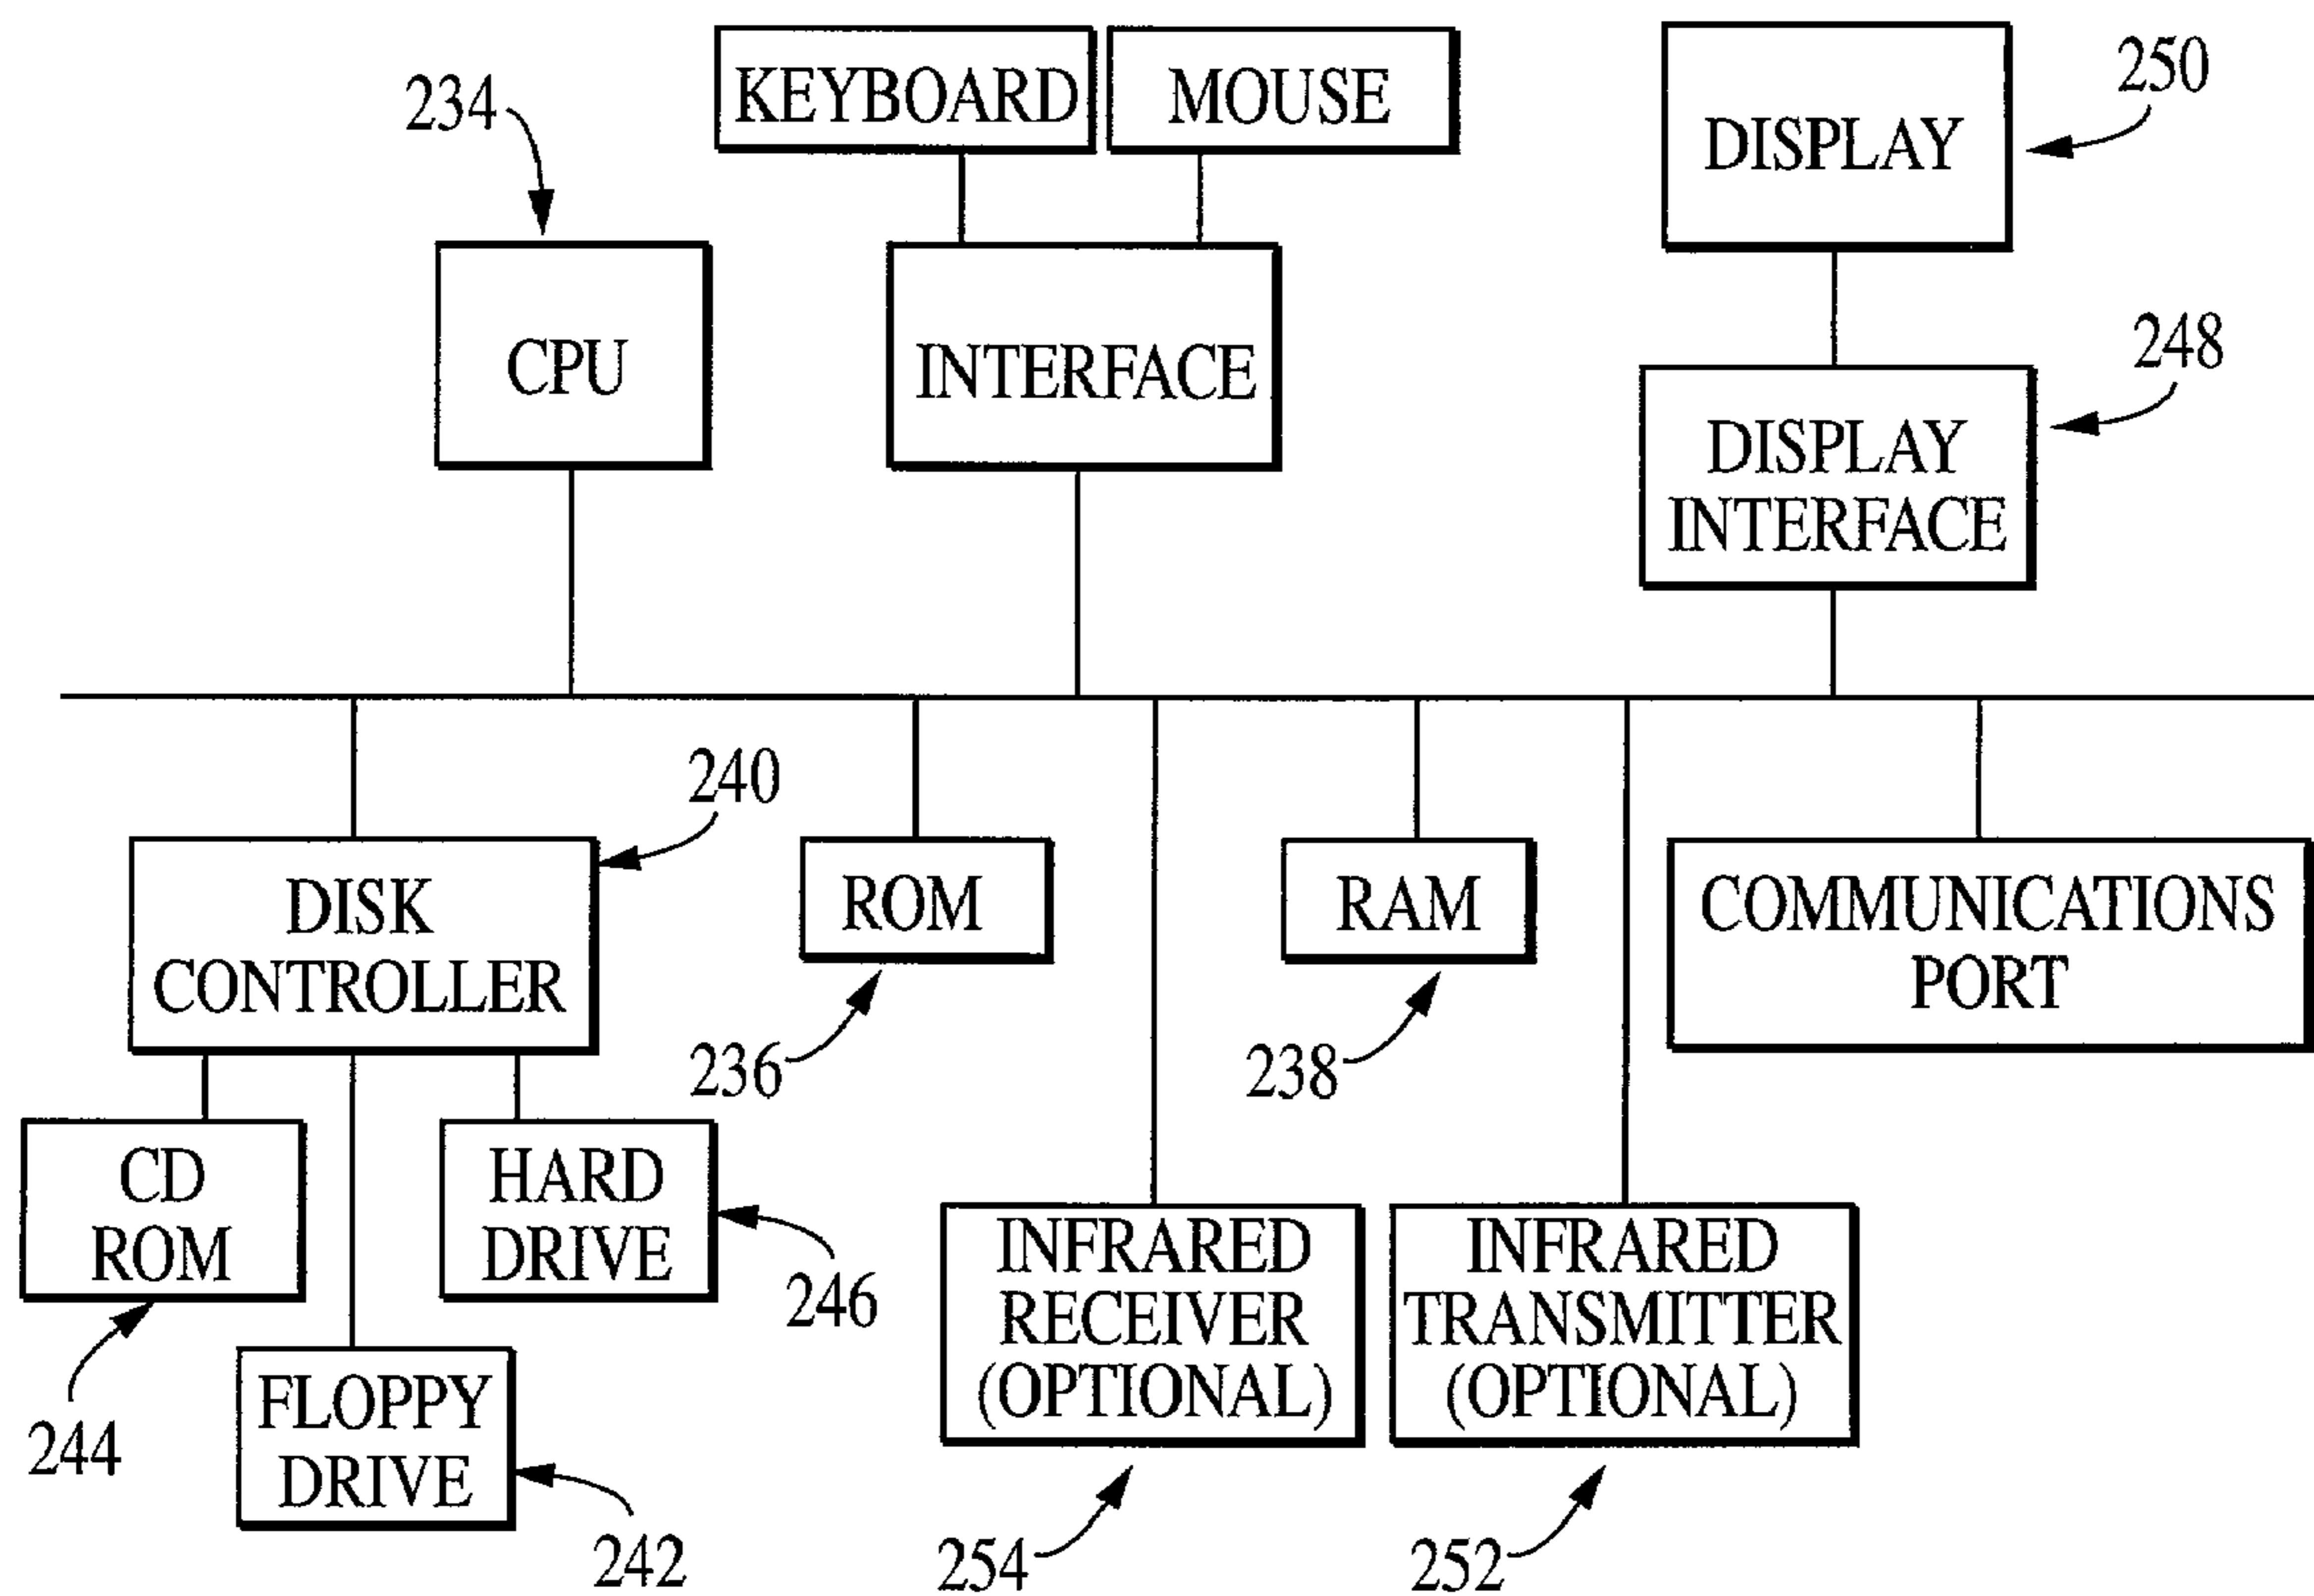 KEYBOARD
MOUSE
250
234
DISPLAY
CPU
INTERFACE
248
DISPLAY
INTERFACE
240
DISK
CONTROLLER
ROM
RAM
COMMUNICATIONS
PORT
236
238
CD
ROM
HARD
DRIVE
246
INFRARED
RECEIVER
(OPTIONAL)
INFRARED
TRANSMITTER
(OPTIONAL)
244
FLOPPY
DRIVE
242
254
252